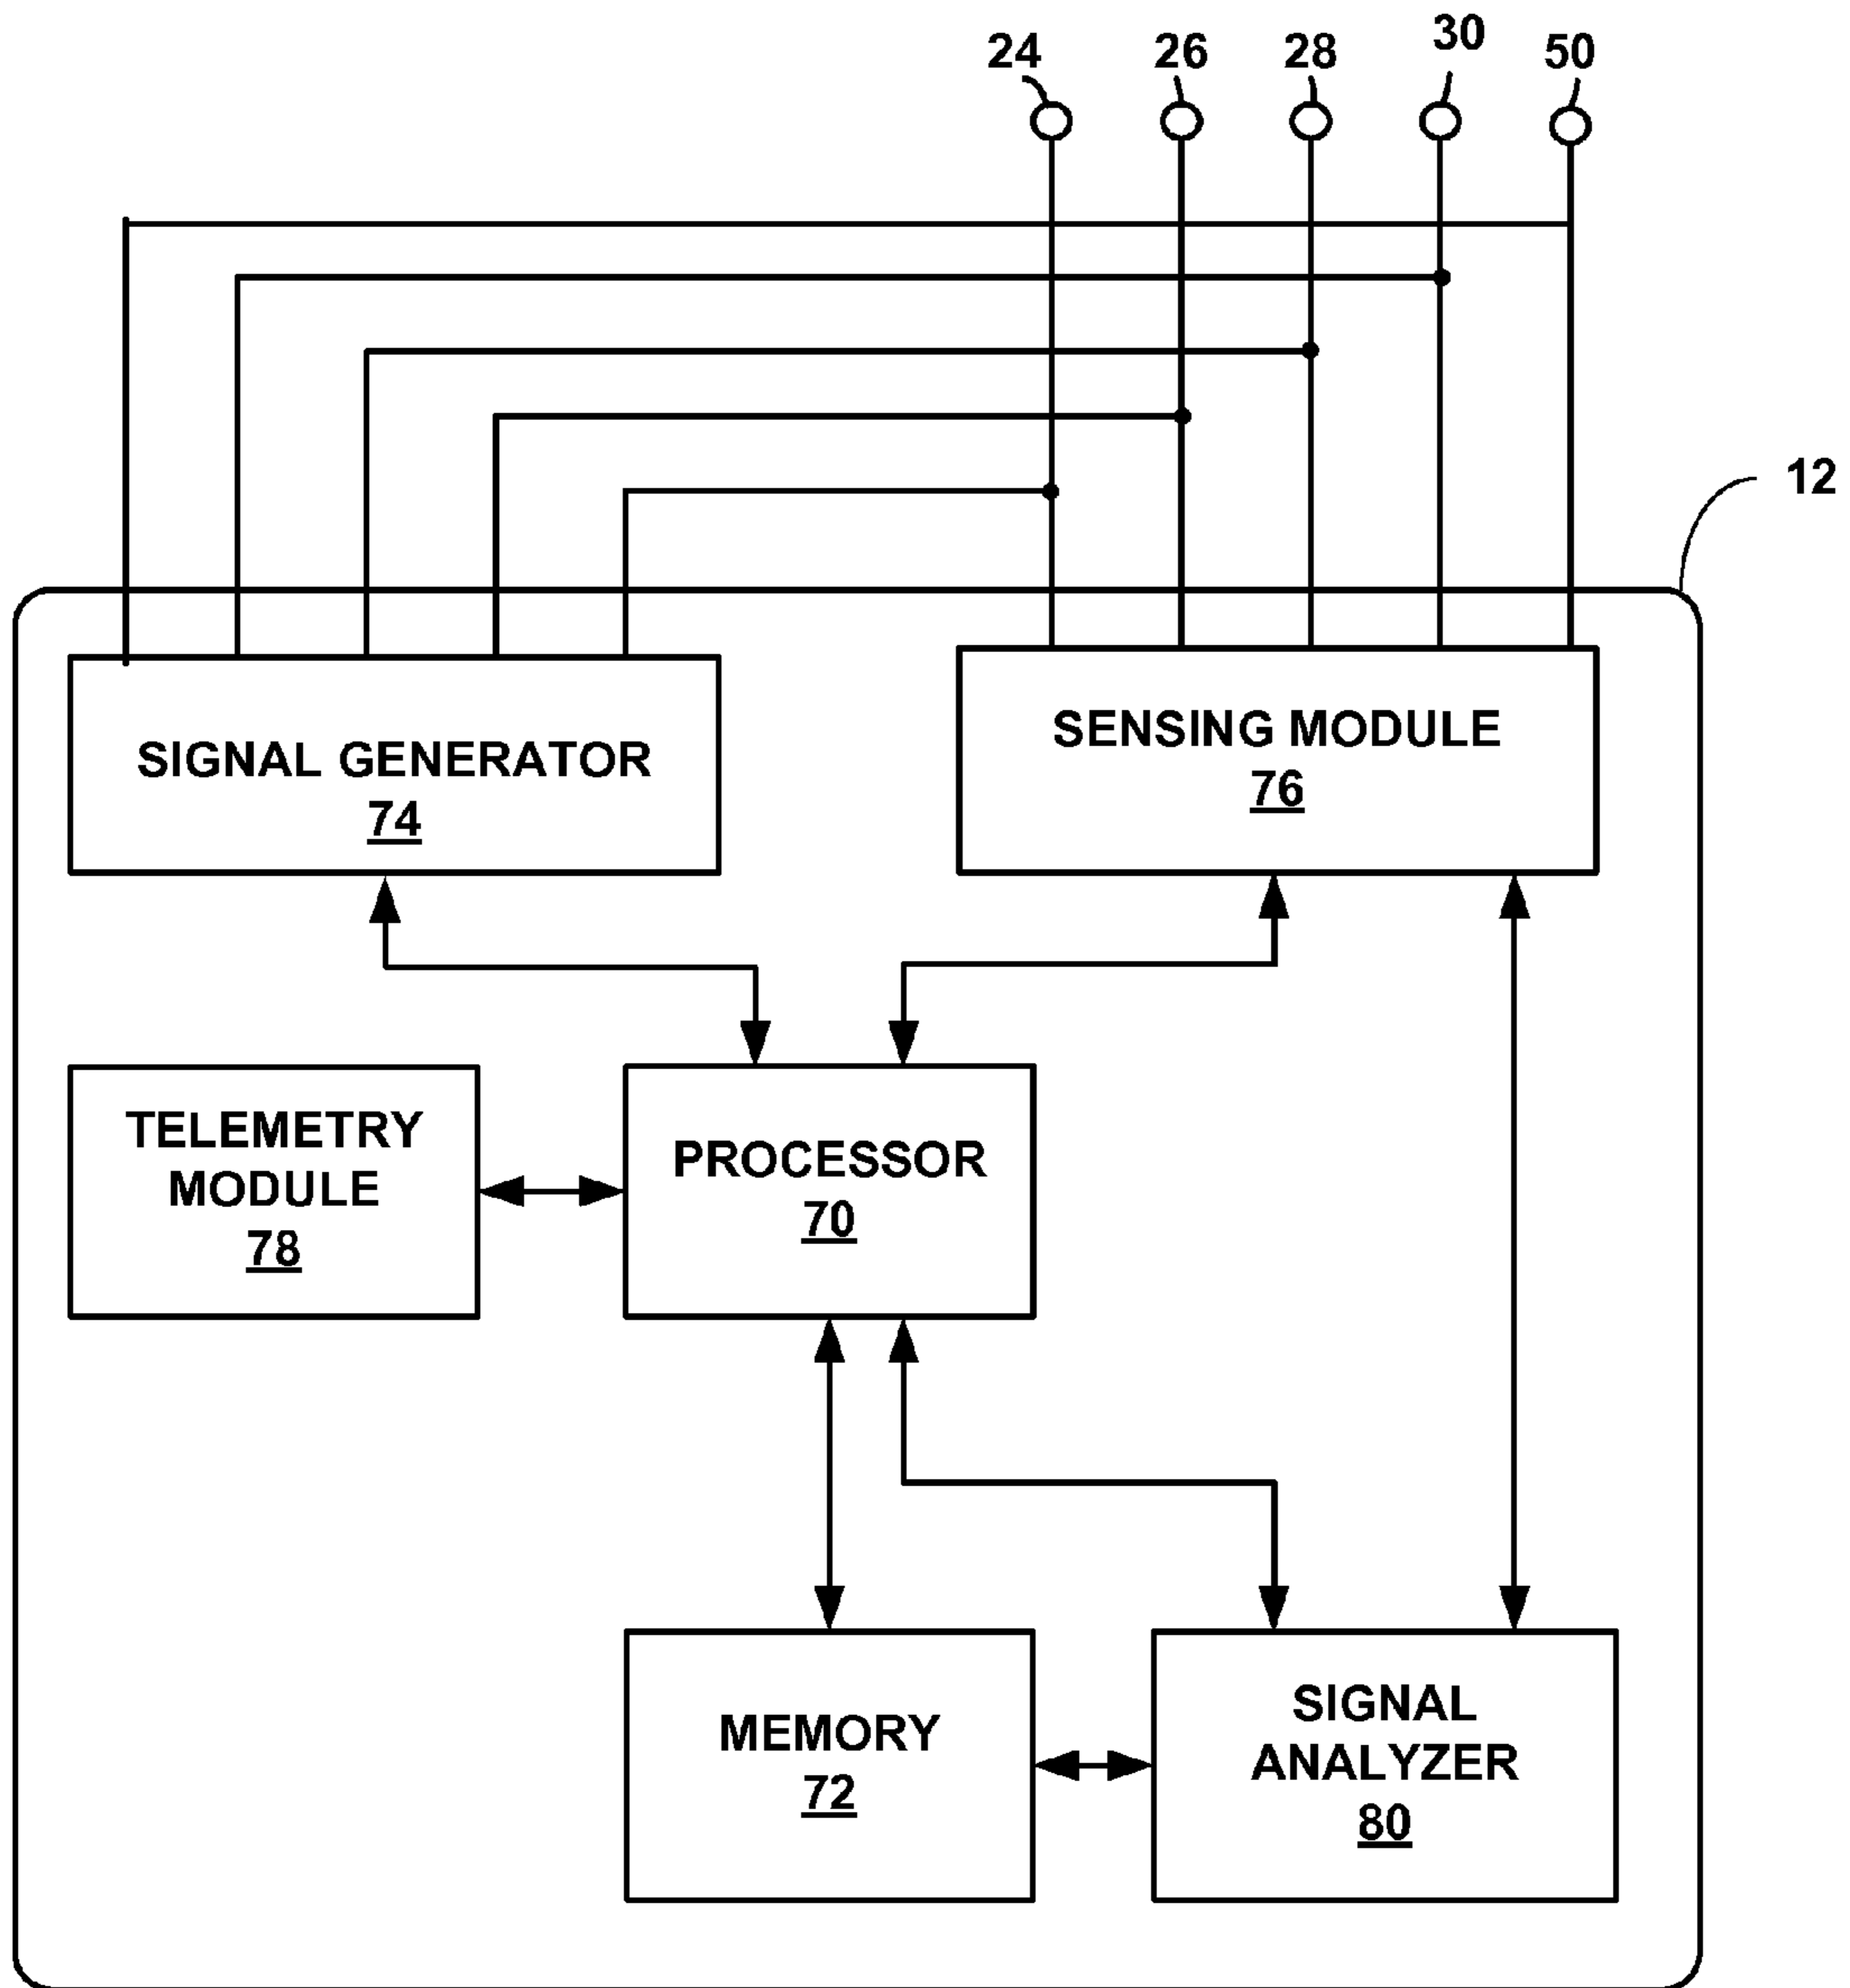 24 26 28 30 50
12
SIGNAL GENERATOR
74
SENSING MODULE
76
TELEMETRY
MODULE
78
PROCESSOR
70
MEMORY
72
SIGNAL
ANALYZER
80